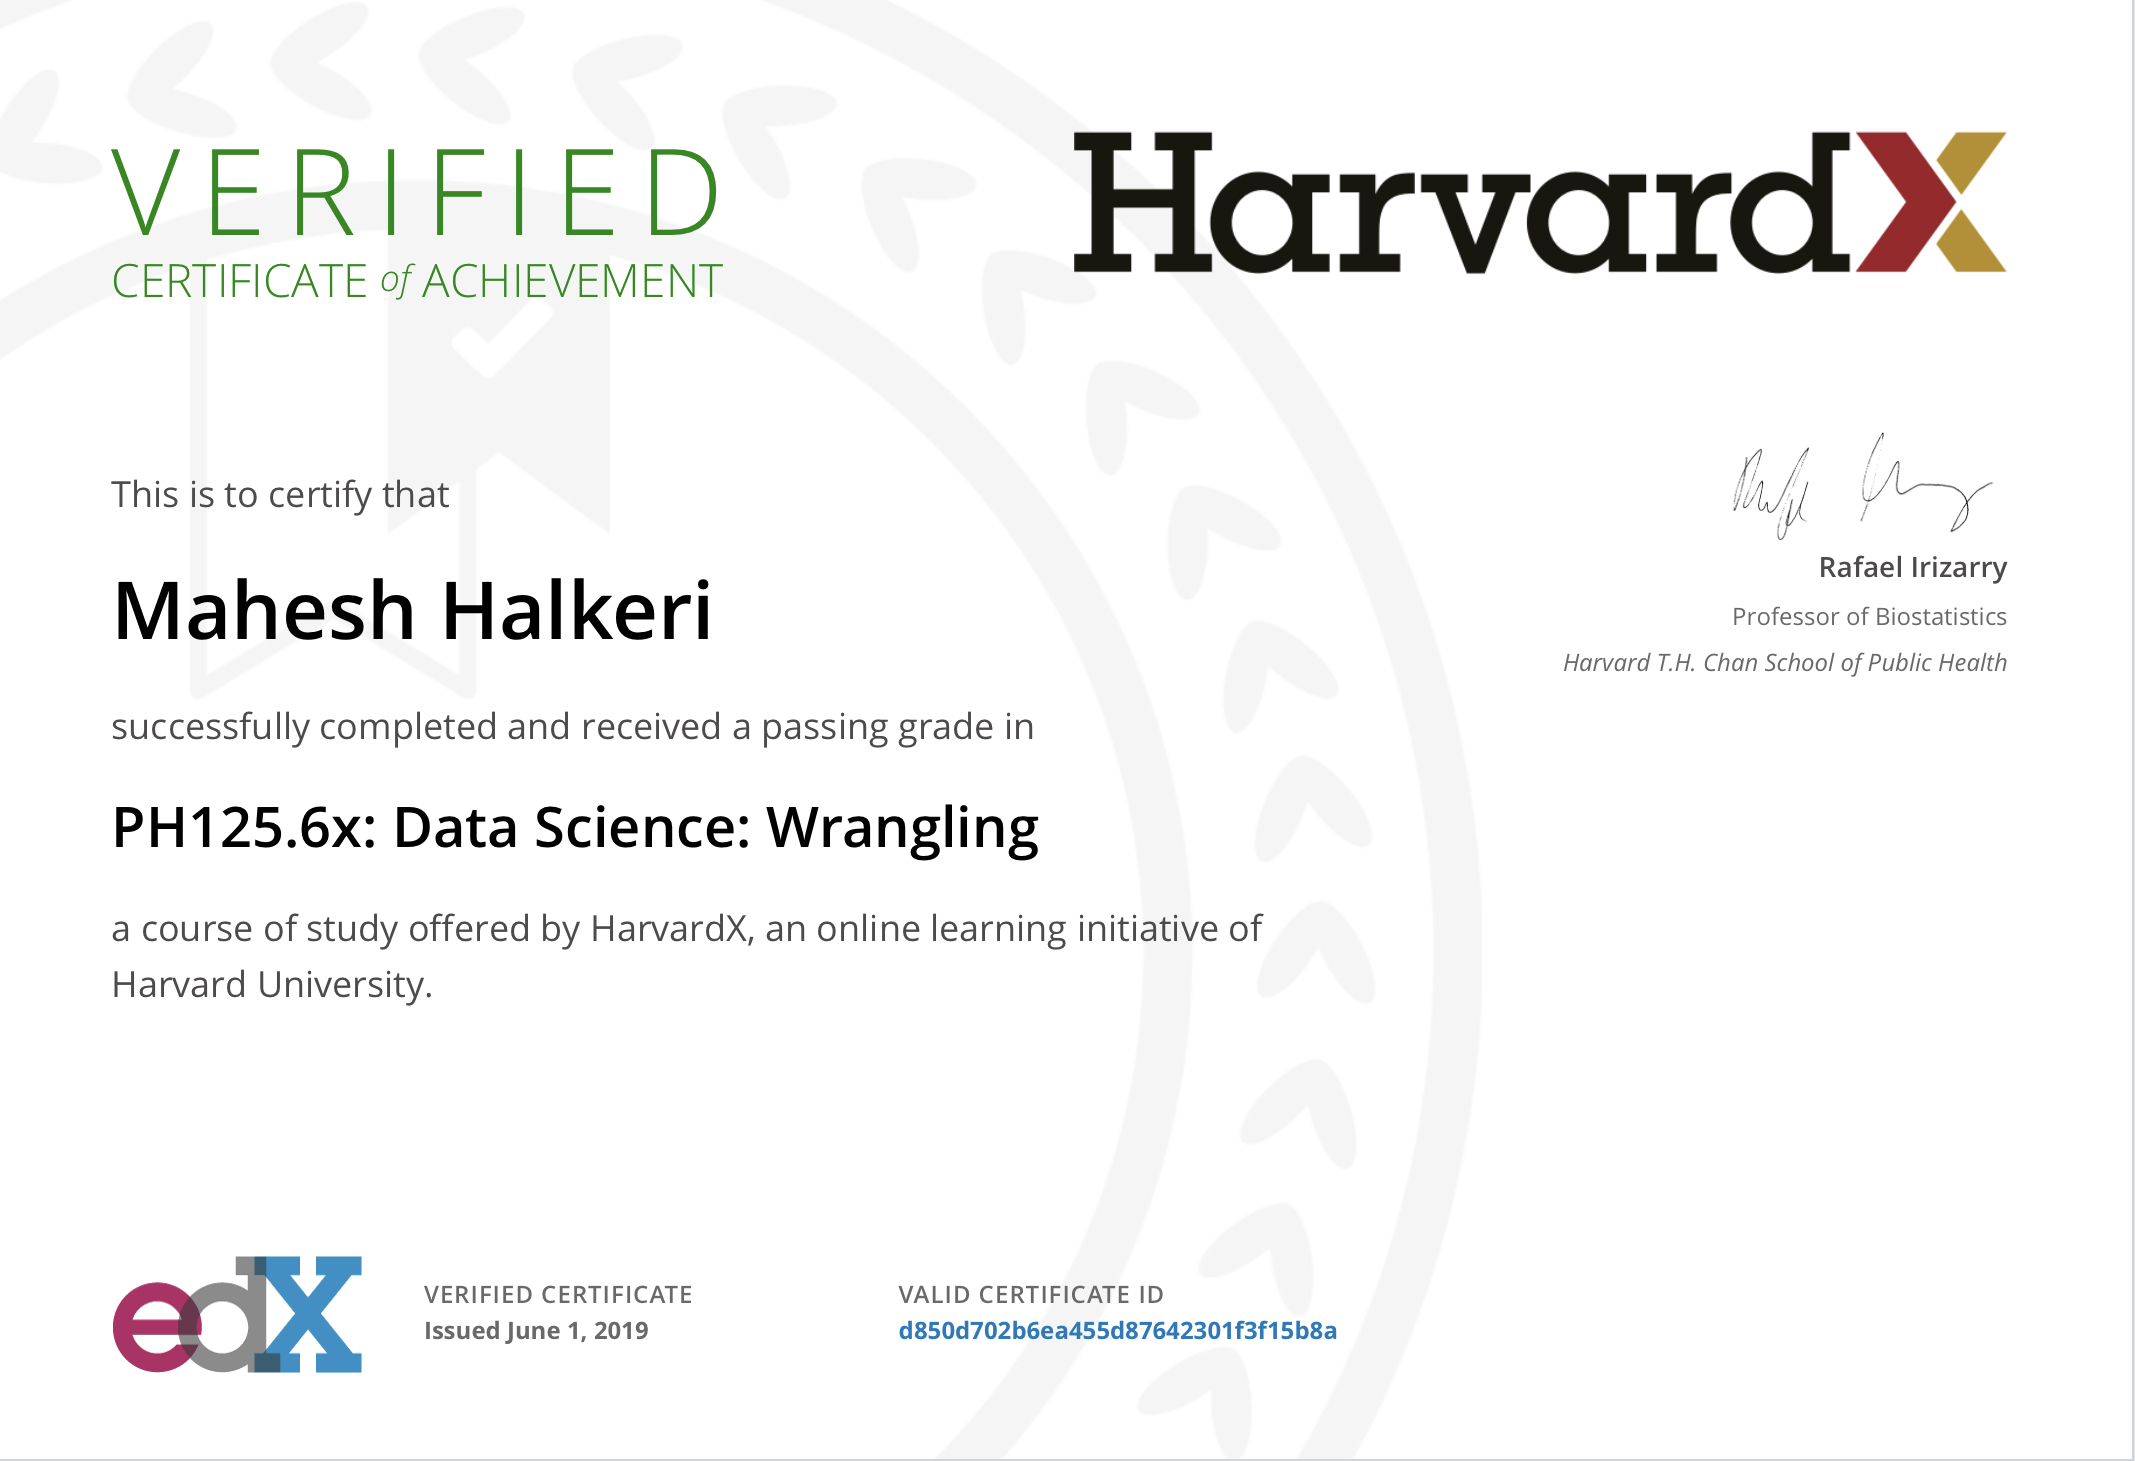 VERIFIED
CERTIFICATE of ACHIEVEMENT
HarvardX
This is to certify that
Mahesh Halkeri
successfully completed and received a passing grade in
PH125.6x: Data Science: Wrangling
a course of study offered by HarvardX, an online learning initiative of
Harvard University.
Rafael Irizarry
Professor of Biostatistics
Harvard T.H. Chan School of Public Health
edX
VERIFIED CERTIFICATE
Issued June 1, 2019
VALID CERTIFICATE ID
d850d702b6ea455d87642301f3f15b8a